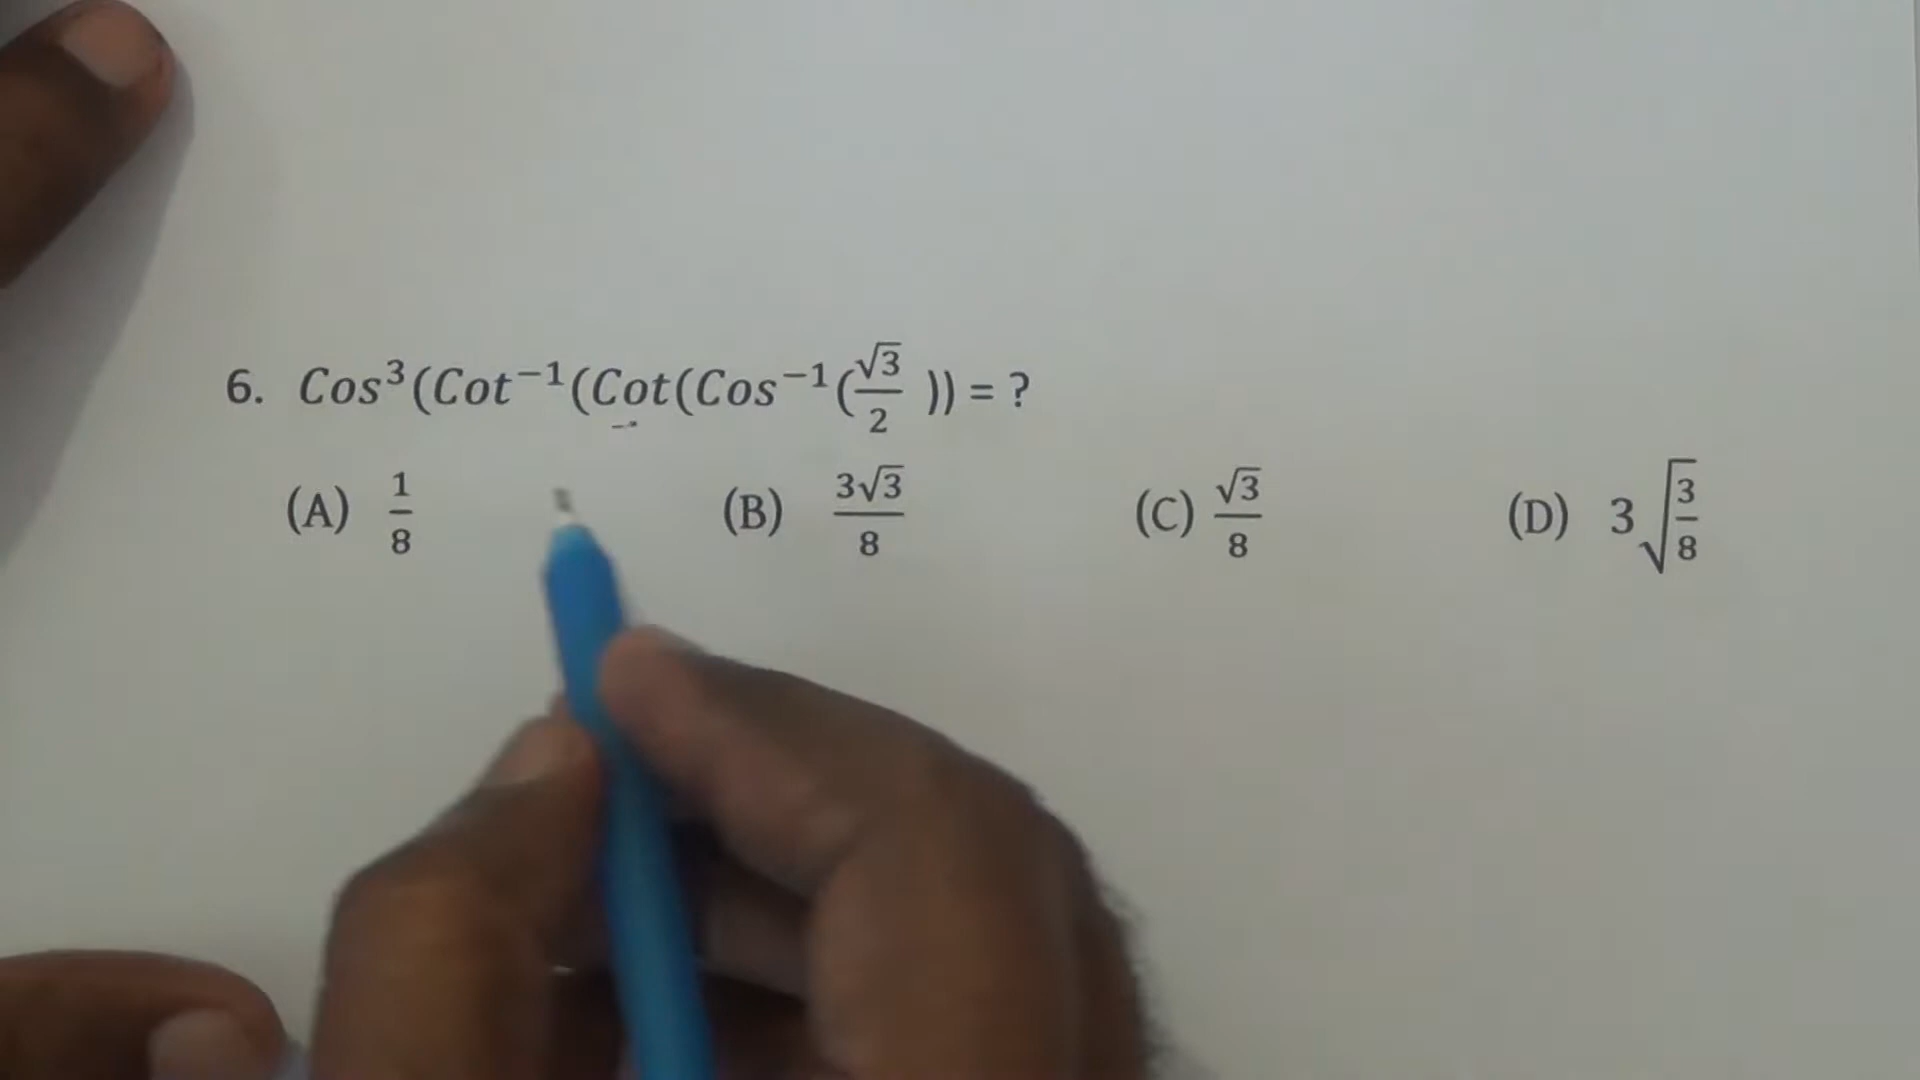 6. Cos³(Cot⁻¹(Cot(Cos⁻¹(√3/2 )) = ?
(A) 1/8 (B) 3√3/8 (C) √3/8 (D) 3√(3/8)